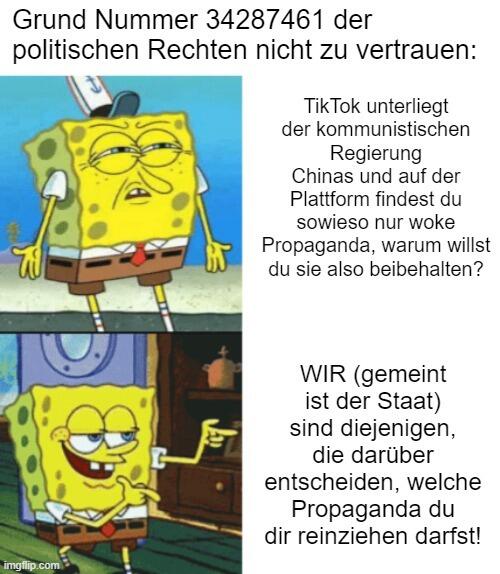 Grund Nummer 34287461 der
politischen Rechten nicht zu vertrauen:
TikTok unterliegt
der kommunistischen
Regierung
Chinas und auf der
Plattform findest du
sowieso nur woke
Propaganda, warum willst
du sie also beibehalten?
WIR (gemeint
ist der Staat)
sind diejenigen,
die darüber
entscheiden, welche
Propaganda du
dir reinziehen darfst!
imgflip.com